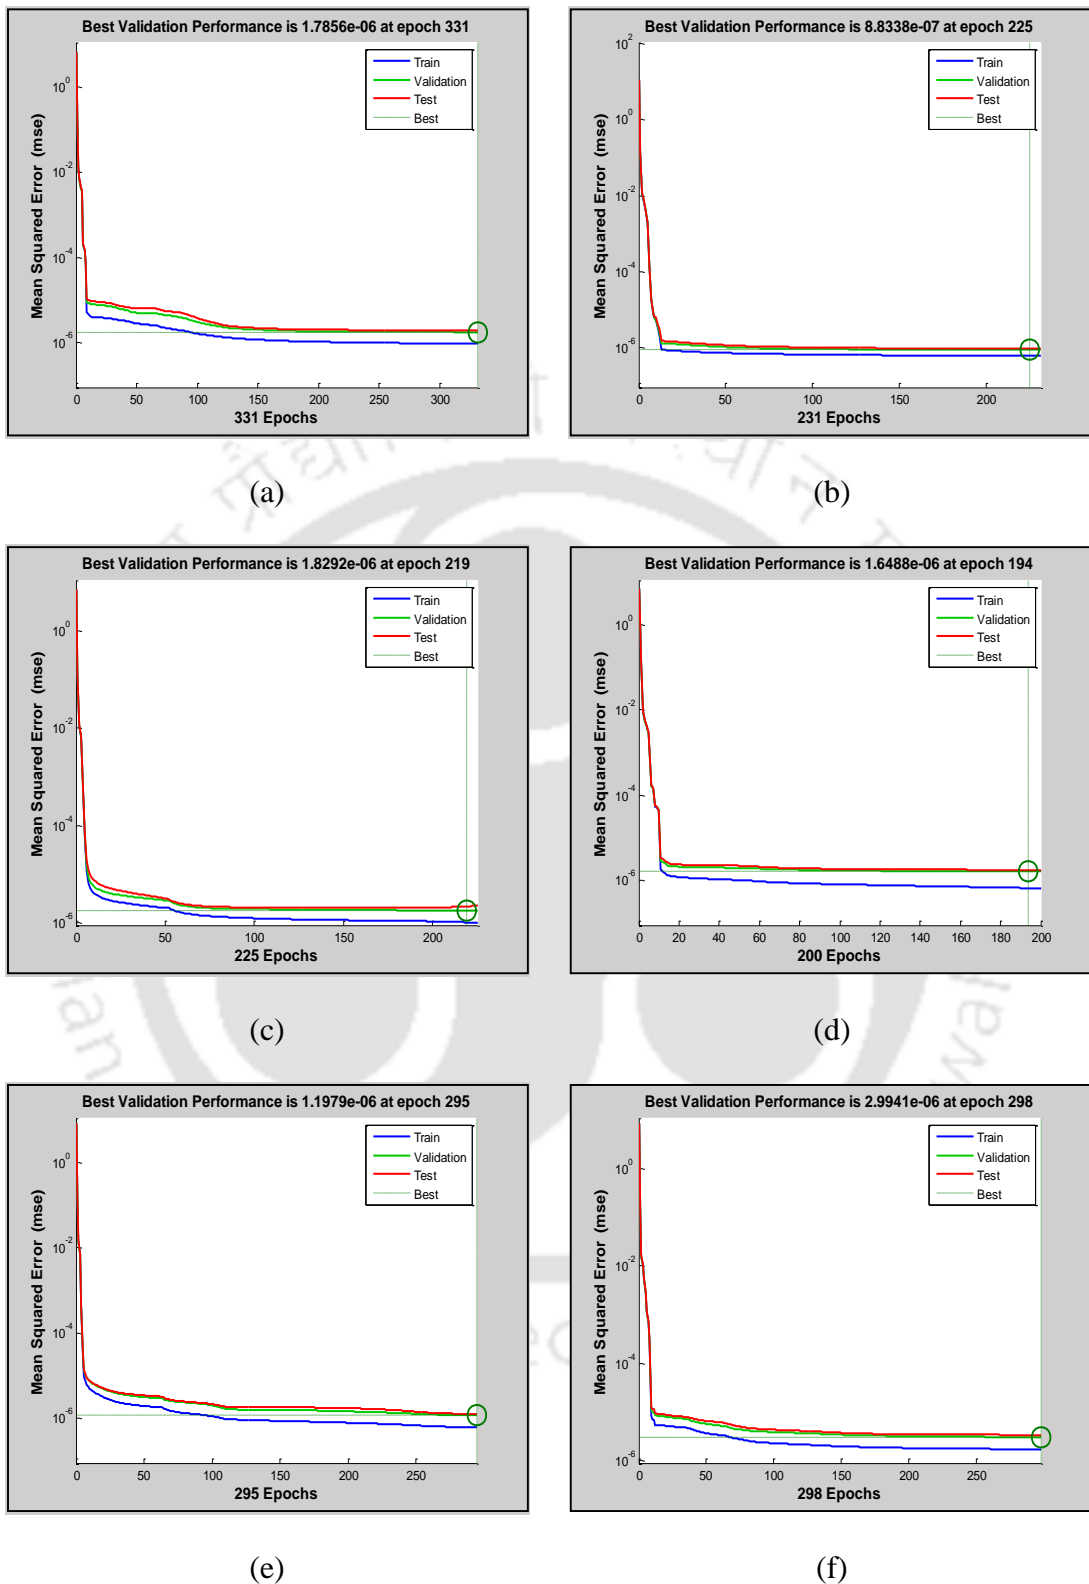 Best Validation Performance is 1.7856e-06 at epoch 331
Mean Squared Error (mse)
10^0
10^-2
10^-4
10^-6
Train
Validation
Test
Best
0 50 100 150 200 250 300
331 Epochs
(a)
Best Validation Performance is 8.8338e-07 at epoch 225
Mean Squared Error (mse)
10^2
10^0
10^-2
10^-4
10^-6
Train
Validation
Test
Best
0 50 100 150 200
231 Epochs
(b)
Best Validation Performance is 1.8292e-06 at epoch 219
Mean Squared Error (mse)
10^0
10^-2
10^-4
10^-6
Train
Validation
Test
Best
0 50 100 150 200
225 Epochs
(c)
Best Validation Performance is 1.6488e-06 at epoch 194
Mean Squared Error (mse)
10^0
10^-2
10^-4
10^-6
Train
Validation
Test
Best
0 20 40 60 80 100 120 140 160 180 200
200 Epochs
(d)
Best Validation Performance is 1.1979e-06 at epoch 295
Mean Squared Error (mse)
10^0
10^-2
10^-4
10^-6
Train
Validation
Test
Best
0 50 100 150 200 250
295 Epochs
(e)
Best Validation Performance is 2.9941e-06 at epoch 298
Mean Squared Error (mse)
10^0
10^-2
10^-4
10^-6
Train
Validation
Test
Best
0 50 100 150 200 250
298 Epochs
(f)